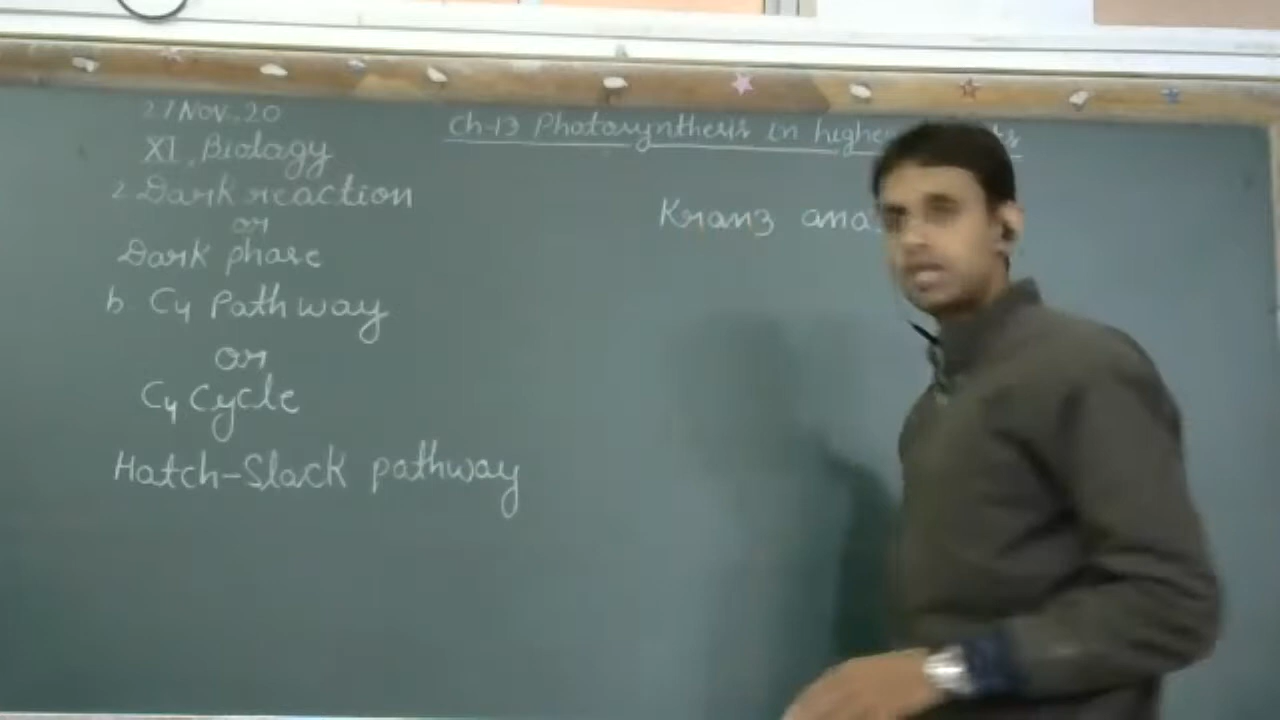 27 Nov. 20
XI, Biology
Ch-13 Photosynthesis in higher
2 Dark reaction
or
Dark phase
b. C4 Pathway
or
C4 Cycle
Hatch-Slack pathway
Kranz